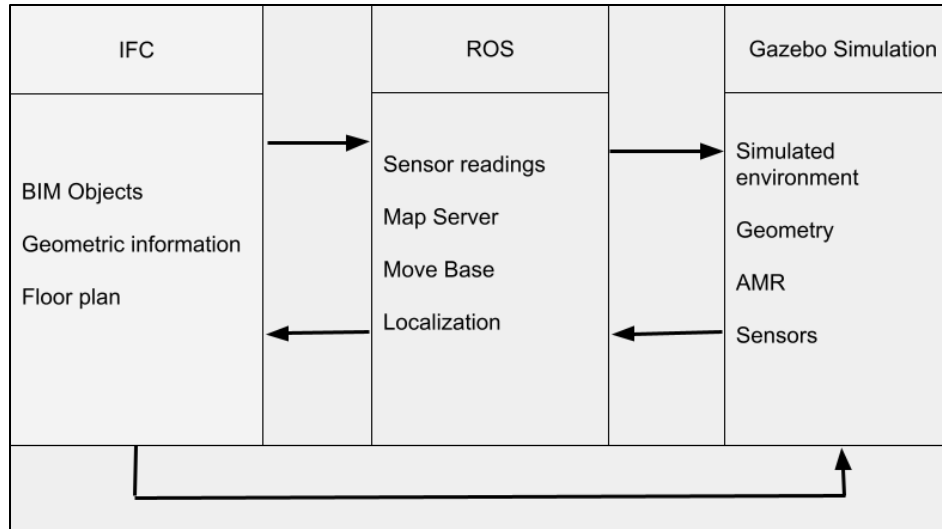 IFC
ROS
Gazebo Simulation
BIM Objects
Geometric information
Floor plan
Sensor readings
Map Server
Move Base
Localization
Simulated
environment
Geometry
AMR
Sensors